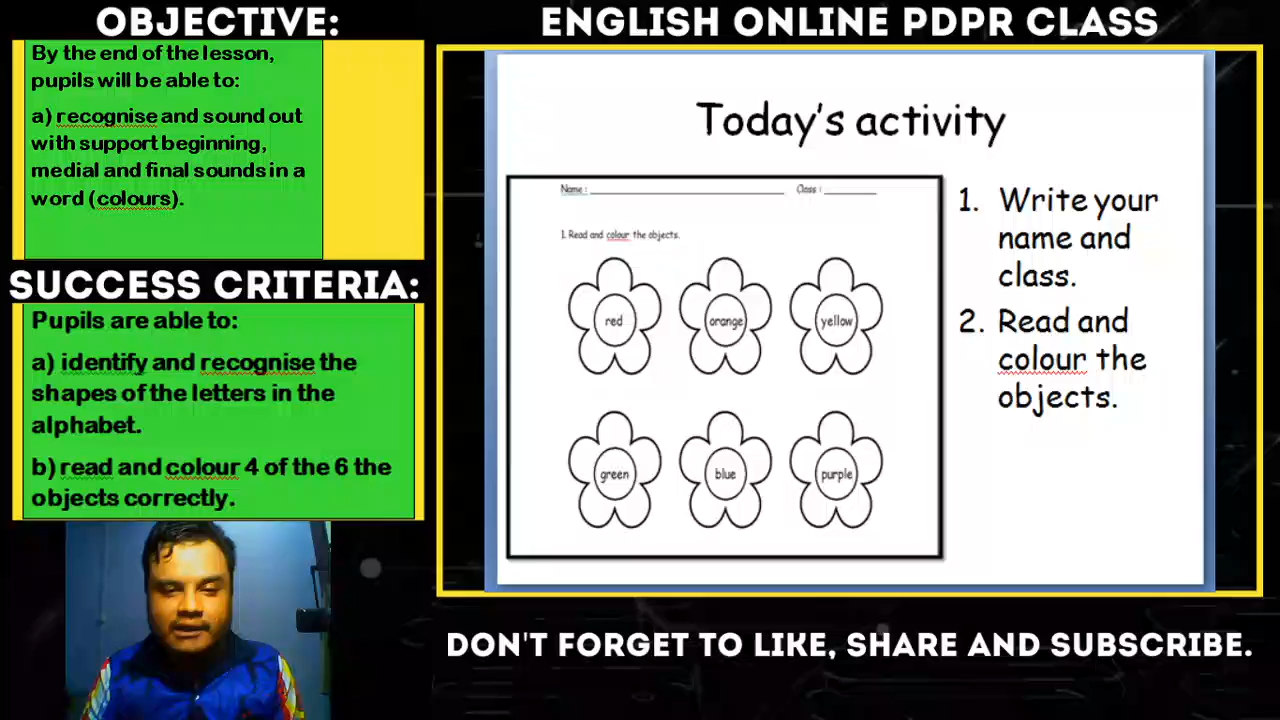 OBJECTIVE:
By the end of the lesson,
pupils will be able to:
a) recognise and sound out
with support beginning,
medial and final sounds in a
word (colours).
SUCCESS CRITERIA:
Pupils are able to:
a) identify and recognise the
shapes of the letters in the
alphabet.
b) read and colour 4 of the 6 the
objects correctly.
ENGLISH ONLINE PDPR CLASS
Today's activity
Name : Class :
1. Read and colour the objects.
red orange yellow
green blue purple
1. Write your
name and
class.
2. Read and
colour the
objects.
DON'T FORGET TO LIKE, SHARE AND SUBSCRIBE.